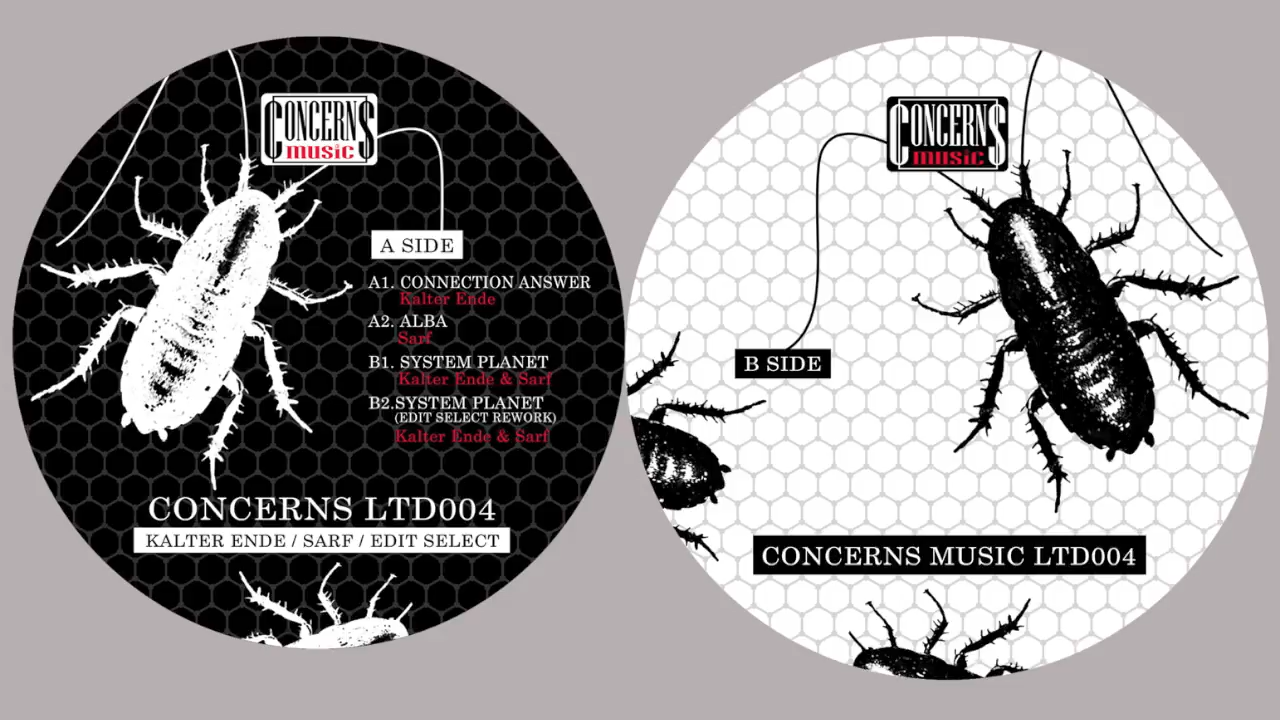 CONCERNS
music
A SIDE
A1. CONNECTION ANSWER
Kalter Ende
A2. ALBA
Sarf
B1. SYSTEM PLANET
Kalter Ende & Sarf
B2.SYSTEM PLANET
(EDIT SELECT REWORK)
Kalter Ende & Sarf
CONCERNS LTD004
KALTER ENDE / SARF / EDIT SELECT
CONCERNS
music
B SIDE
CONCERNS MUSIC LTD004